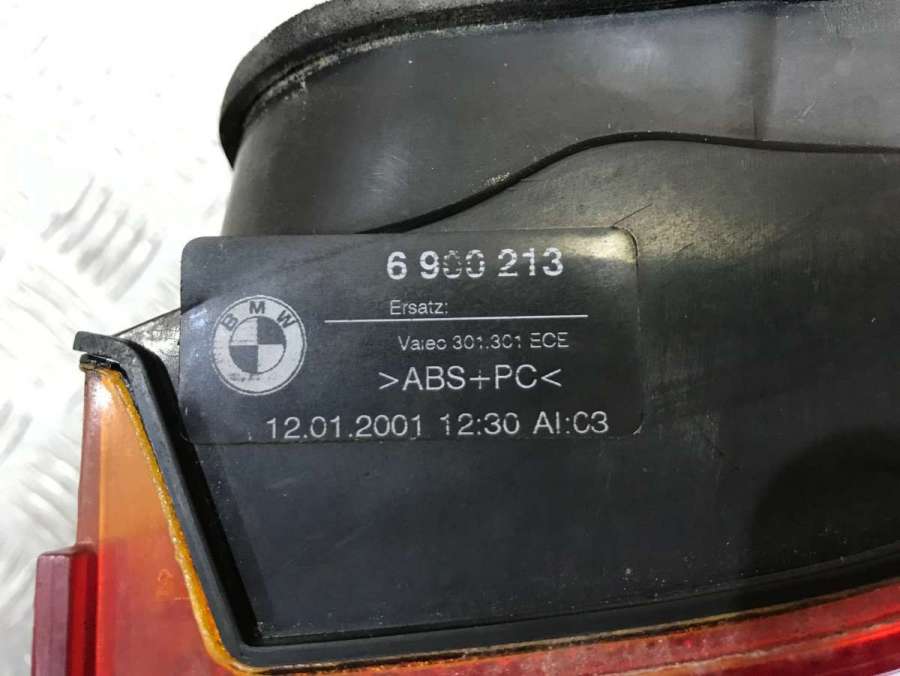 6 900 213
Ersatz:
BMW
Valeo 301.301 ECE
>ABS+PC<
12.01.2001 12:30 AI:C3